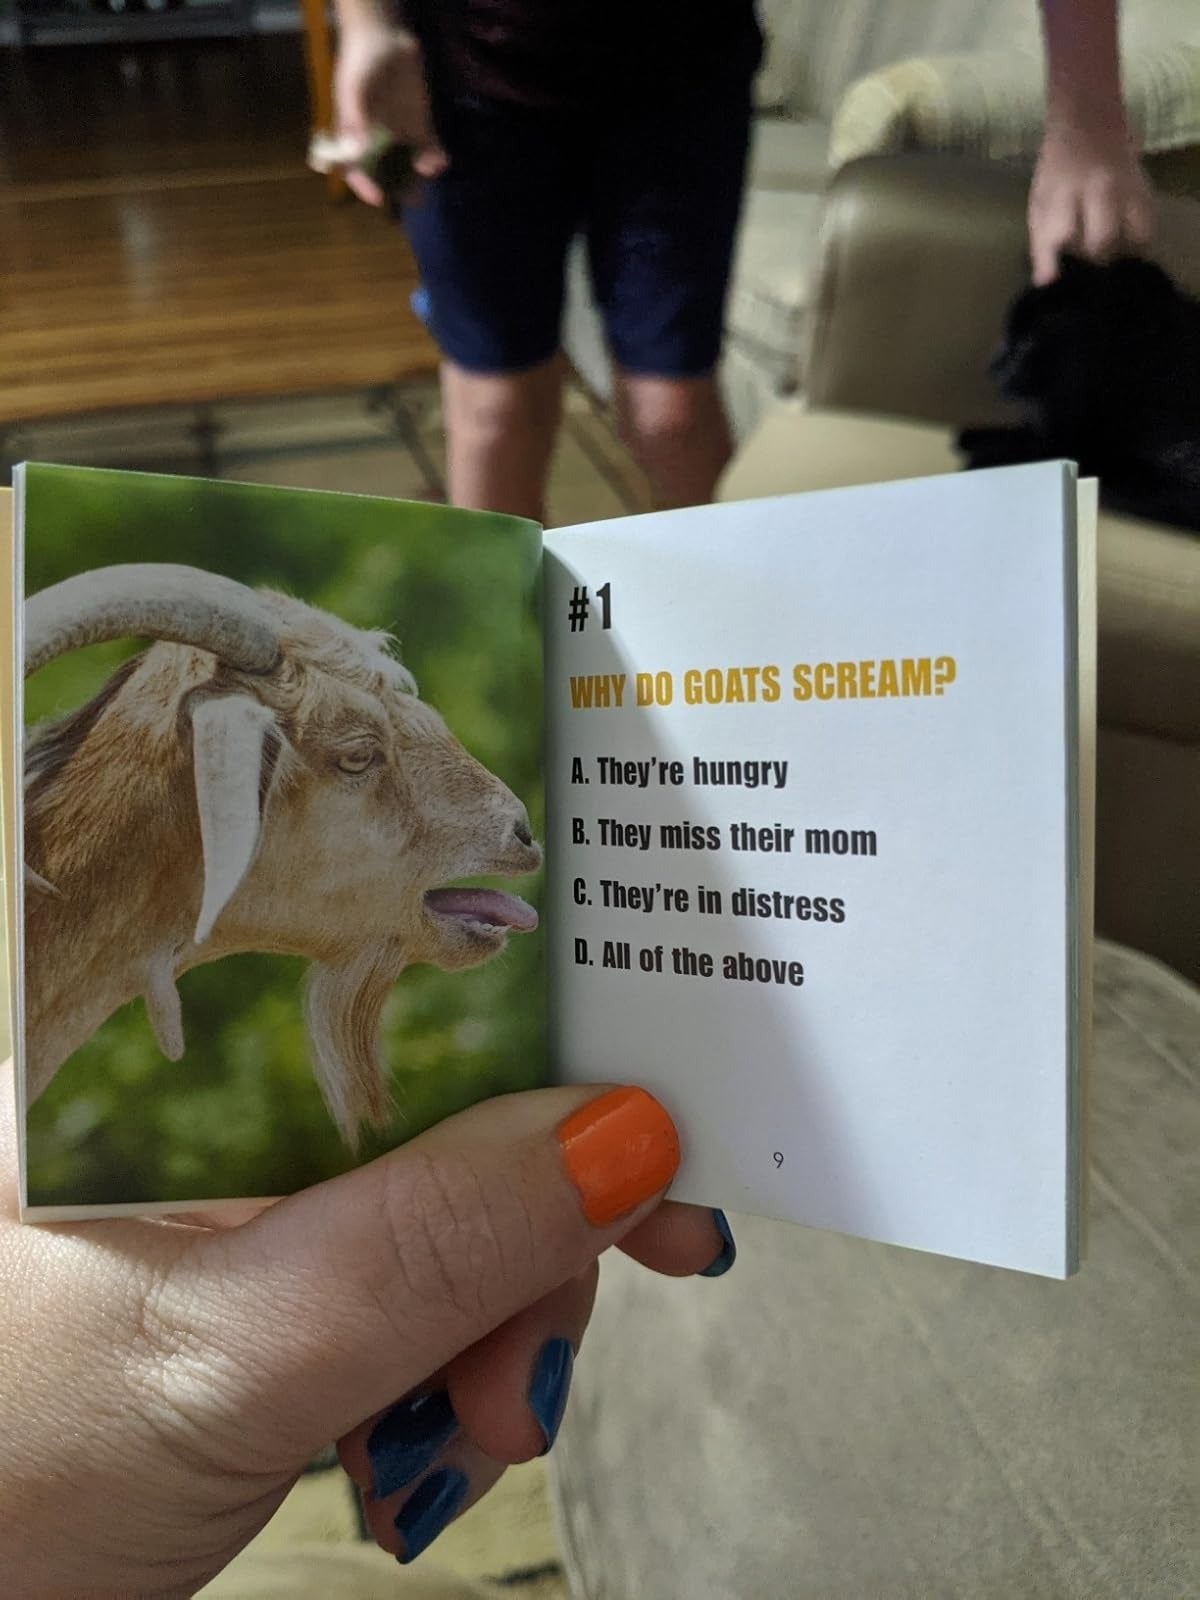 #1
WHY DO GOATS SCREAM?
A. They're hungry
B. They miss their mom
C. They're in distress
D. All of the above
9